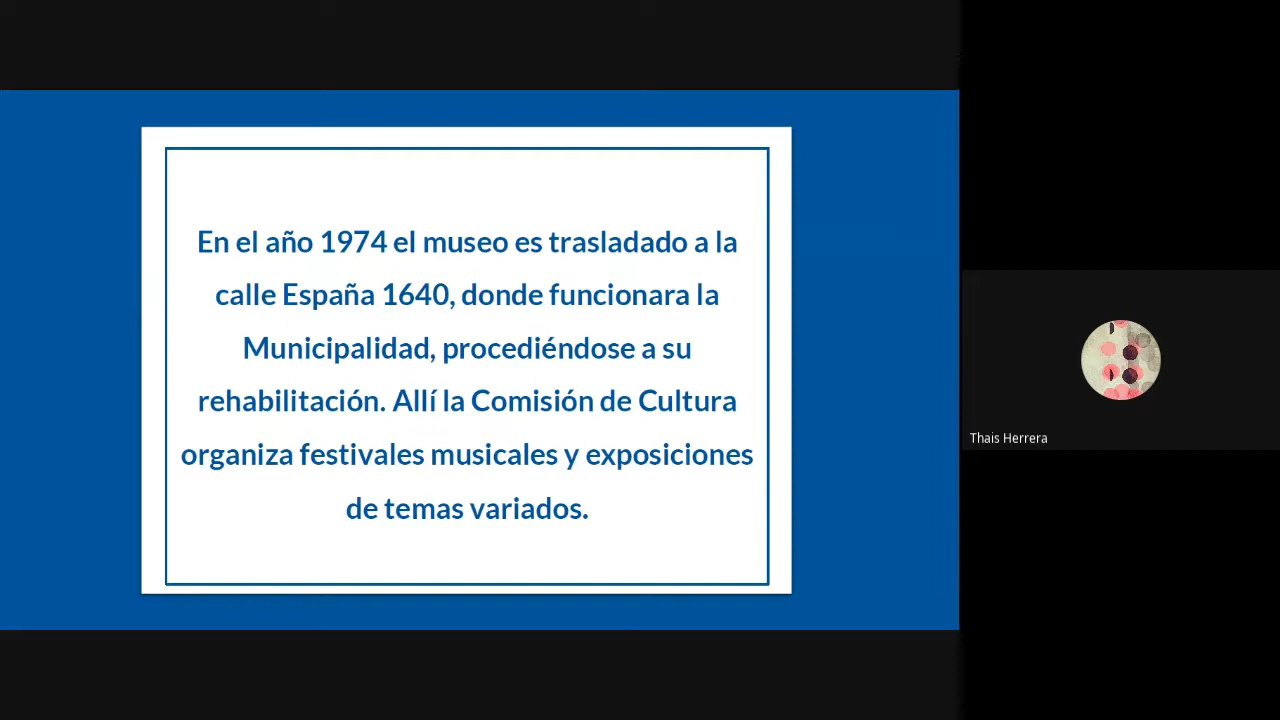 En el año 1974 el museo es trasladado a la
calle España 1640, donde funcionara la
Municipalidad, procediéndose a su
rehabilitación. Allí la Comisión de Cultura
organiza festivales musicales y exposiciones
de temas variados.
Thais Herrera